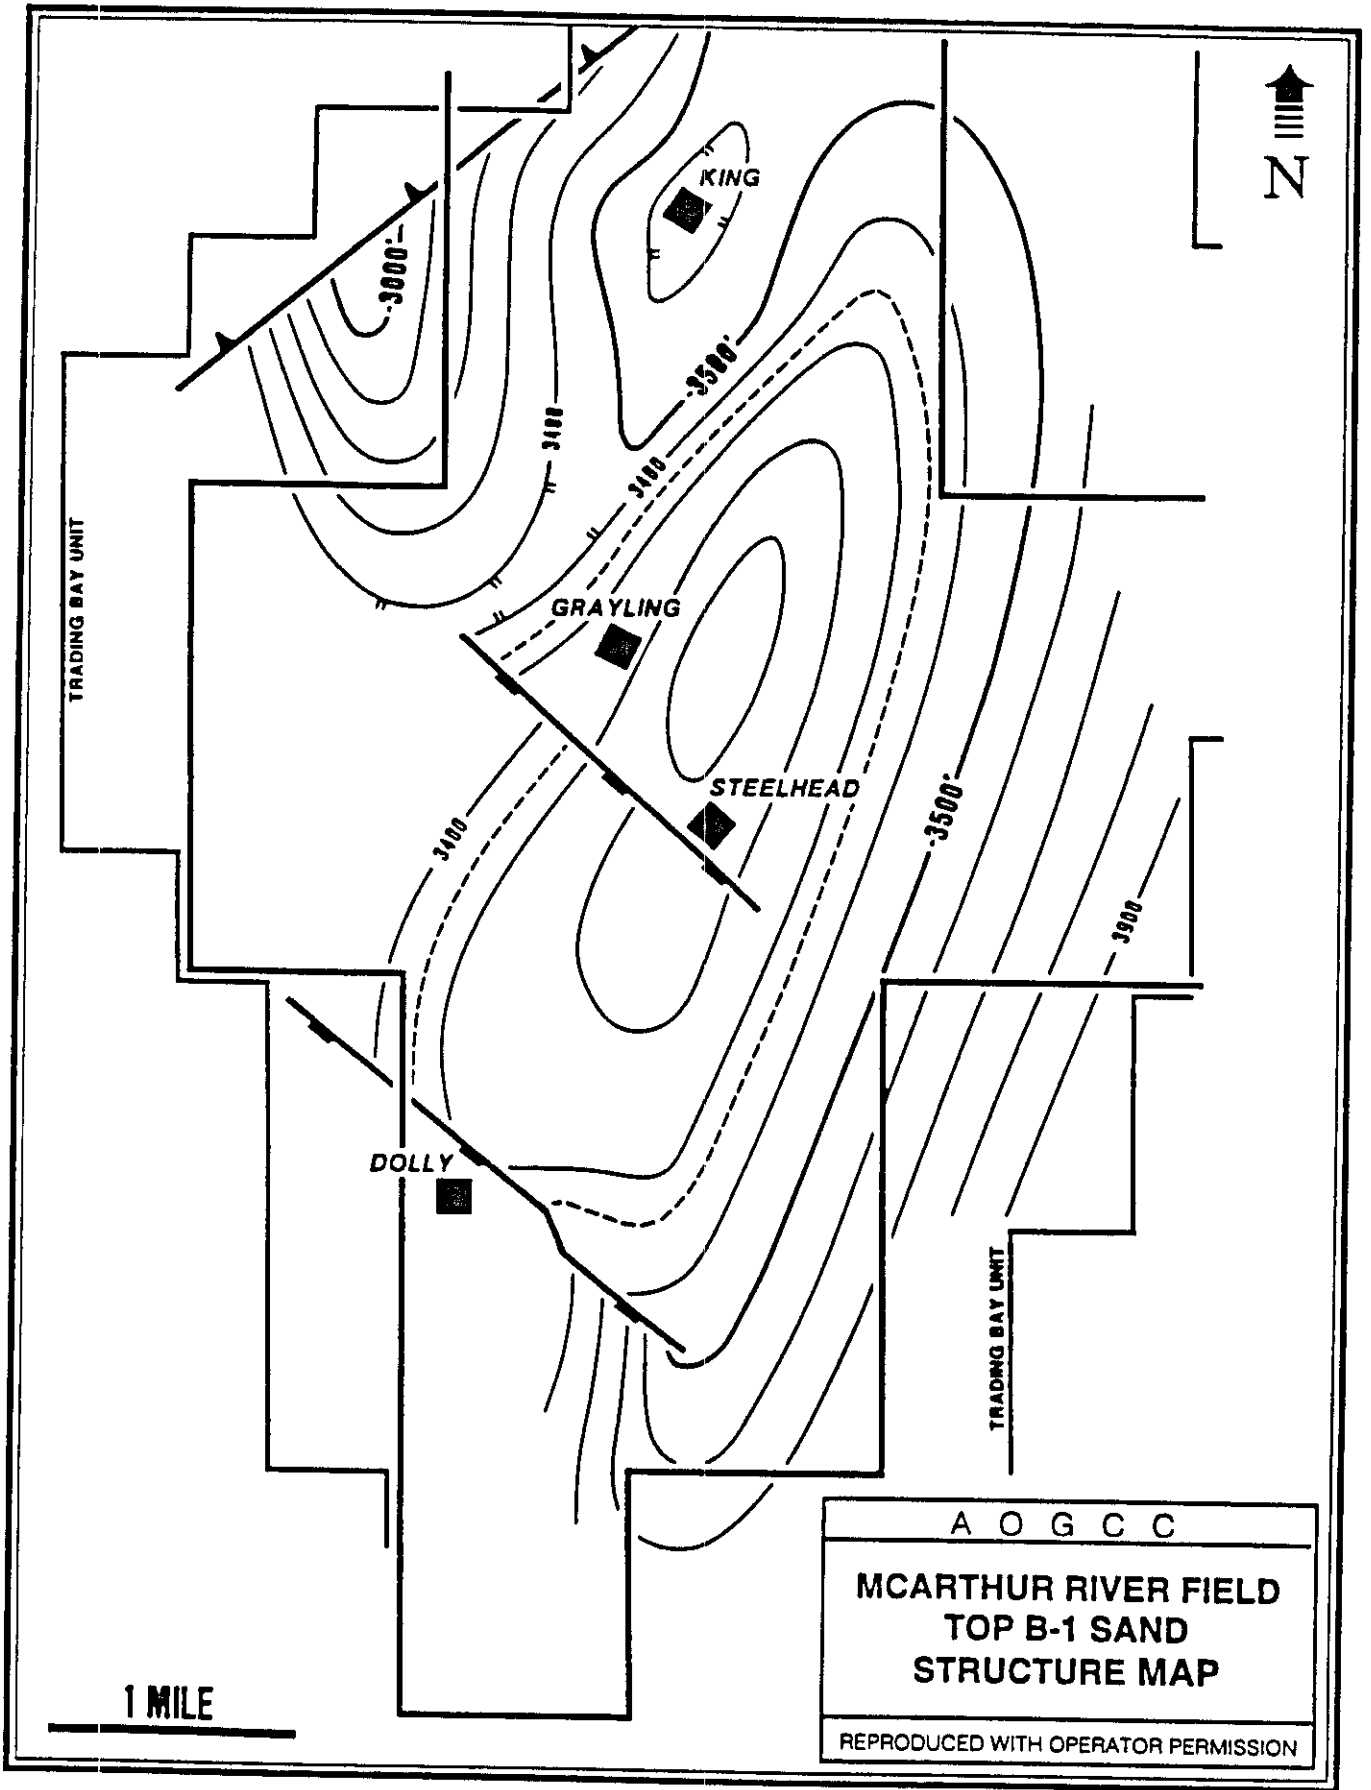 N
KING
-3000'-
-3500'
3400
3400
TRADING BAY UNIT
GRAYLING
STEELHEAD
-3500'
3400
3900
DOLLY
TRADING BAY UNIT
A O G C C
MCARTHUR RIVER FIELD
TOP B-1 SAND
STRUCTURE MAP
REPRODUCED WITH OPERATOR PERMISSION
1 MILE